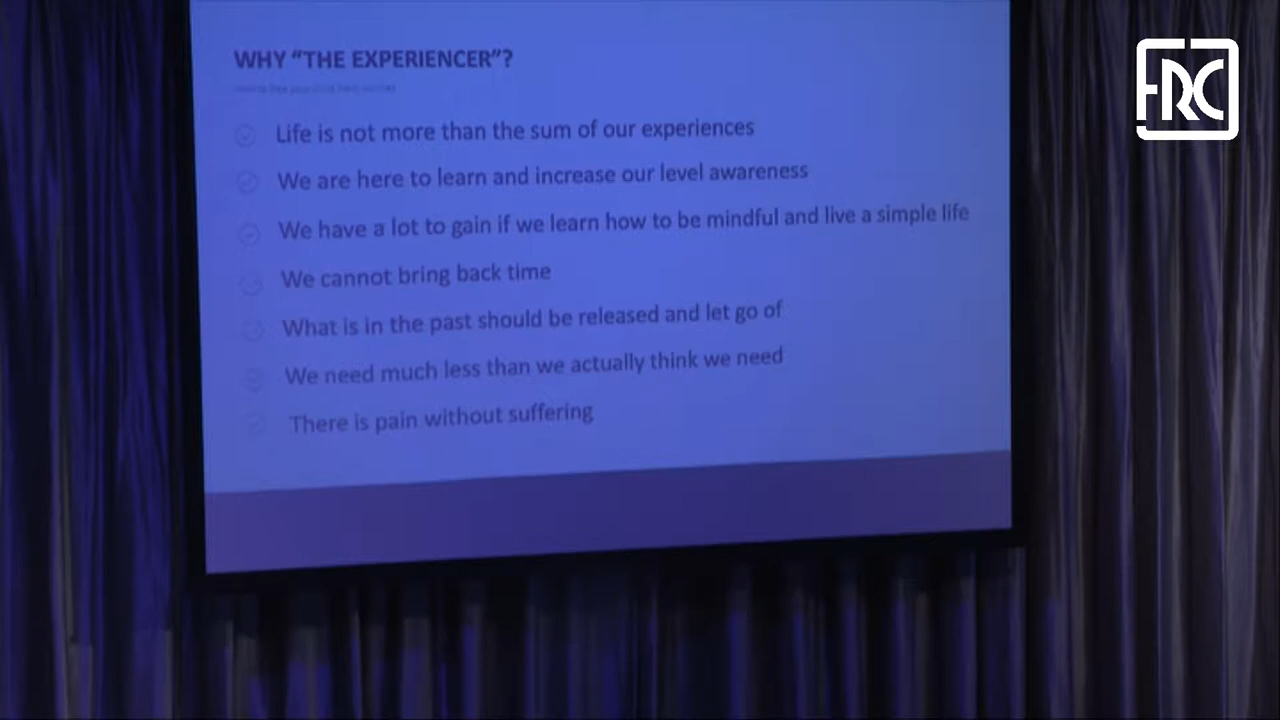 WHY “THE EXPERIENCER”?
Life is not more than the sum of our experiences
We are here to learn and increase our level awareness
We have a lot to gain if we learn how to be mindful and live a simple life
We cannot bring back time
What is in the past should be released and let go of
We need much less than we actually think we need
There is pain without suffering
FRC